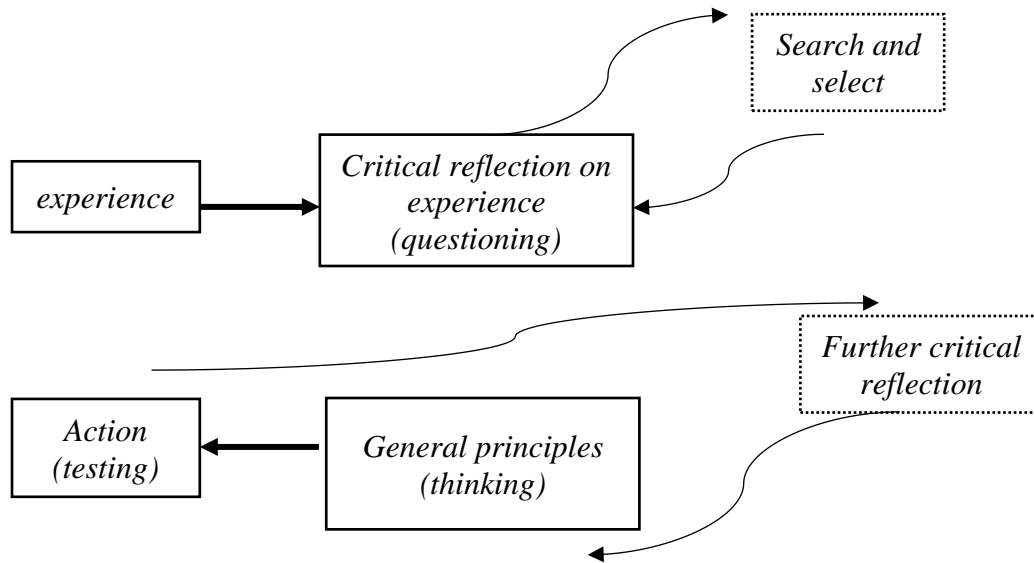 Search and
select
experience
Critical reflection on
experience
(questioning)
Further critical
reflection
Action
(testing)
General principles
(thinking)